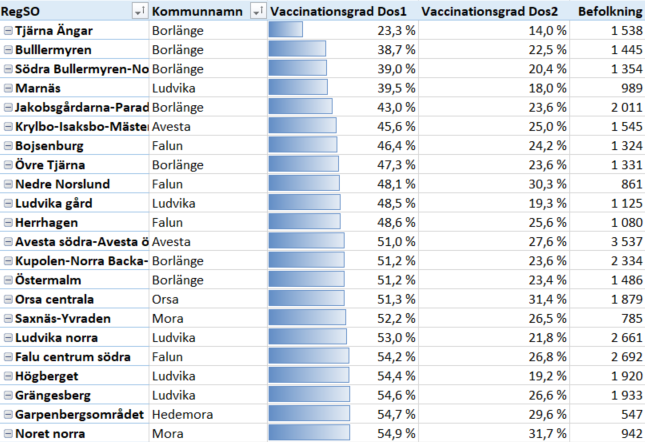 RegSO Kommunnamn Vaccinationsgrad Dos1 Vaccinationsgrad Dos2 Befolkning
Tjärna Ängar Borlänge 23,3 % 14,0 % 1 538
Bulllermyren Borlänge 38,7 % 22,5 % 1 445
Södra Bullermyren-No Borlänge 39,0 % 20,4 % 1 354
Marnäs Ludvika 39,5 % 18,0 % 989
Jakobsgårdarna-Parad Borlänge 43,0 % 23,6 % 2 011
Krylbo-Isaksbo-Mäster Avesta 45,6 % 25,0 % 1 545
Bojsenburg Falun 46,4 % 24,2 % 1 324
Övre Tjärna Borlänge 47,3 % 23,6 % 1 331
Nedre Norslund Falun 48,1 % 30,3 % 861
Ludvika gård Ludvika 48,5 % 19,3 % 1 125
Herrhagen Falun 48,6 % 25,6 % 1 080
Avesta södra-Avesta ö Avesta 51,0 % 27,6 % 3 537
Kupolen-Norra Backa- Borlänge 51,2 % 23,6 % 2 334
Östermalm Borlänge 51,2 % 23,4 % 1 486
Orsa centrala Orsa 51,3 % 31,4 % 1 879
Saxnäs-Yvraden Mora 52,2 % 26,5 % 785
Ludvika norra Ludvika 53,0 % 21,8 % 2 661
Falu centrum södra Falun 54,2 % 26,8 % 2 692
Högberget Ludvika 54,4 % 19,2 % 1 920
Grängesberg Ludvika 54,6 % 26,6 % 1 933
Garpenbergsområdet Hedemora 54,7 % 29,6 % 547
Noret norra Mora 54,9 % 31,7 % 942